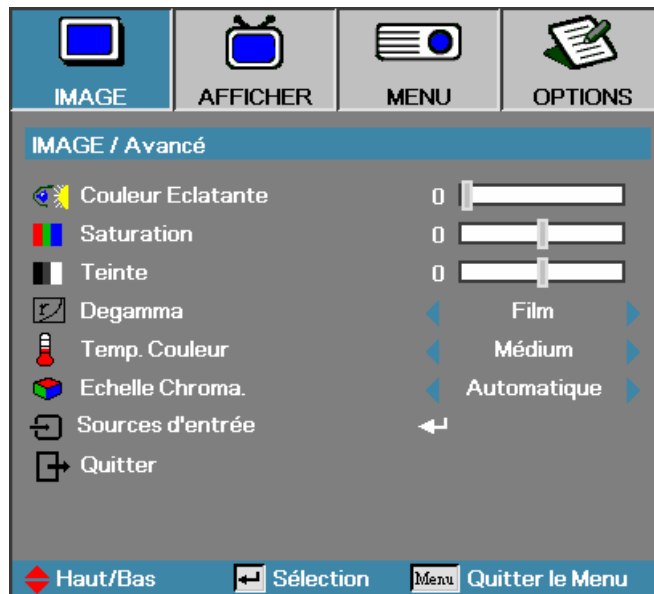 IMAGE AFFICHER MENU OPTIONS
IMAGE / Avancé
Couleur Eclatante 0
Saturation 0
Teinte 0
Degamma Film
Temp. Couleur Médium
Echelle Chroma. Automatique
Sources d'entrée
Quitter
Haut/Bas Sélection Menu Quitter le Menu